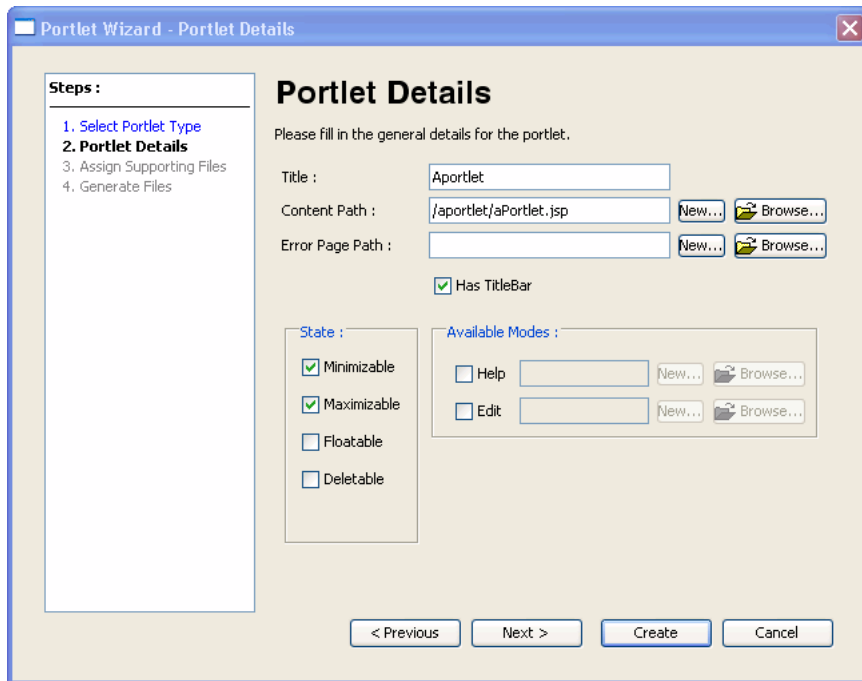 Portlet Wizard - Portlet Details
Steps :
1. Select Portlet Type
2. Portlet Details
3. Assign Supporting Files
4. Generate Files
Portlet Details
Please fill in the general details for the portlet.
Title : Aportlet
Content Path : /aportlet/aPortlet.jsp New... Browse...
Error Page Path : New... Browse...
Has TitleBar
State :
Minimizable
Maximizable
Floatable
Deletable
Available Modes :
Help New... Browse...
Edit New... Browse...
< Previous Next > Create Cancel